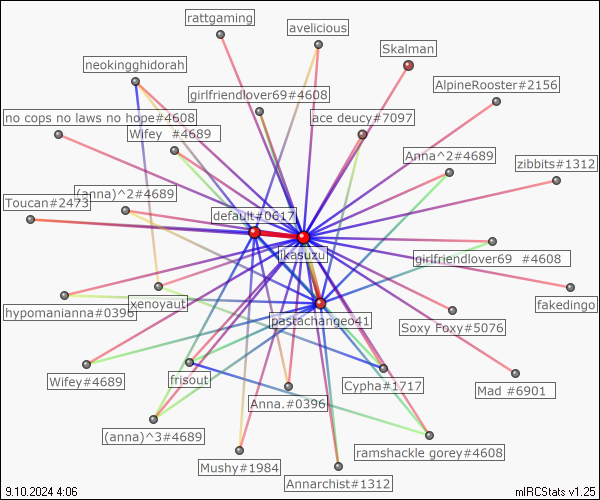 rattgaming
avelicious
Skalman
neokingghidorah
AlpineRooster#2156
girlfriendlover69#4608
no cops no laws no hope#4608
ace deucy#7097
Wifey  #4689
Anna^2#4689
zibbits#1312
(anna)^2#4689
Toucan#2473
default#0617
ikasuzu
girlfriendlover69  #4608
fakedingo
xenoyaut
hypomanianna#0396
pastachangeo41
Soxy Foxy#5076
Wifey#4689
frisout
Cypha#1717
Mad #6901
Anna.#0396
(anna)^3#4689
ramshackle gorey#4608
Mushy#1984
Annarchist#1312
9.10.2024 4:06
mIRCStats v1.25